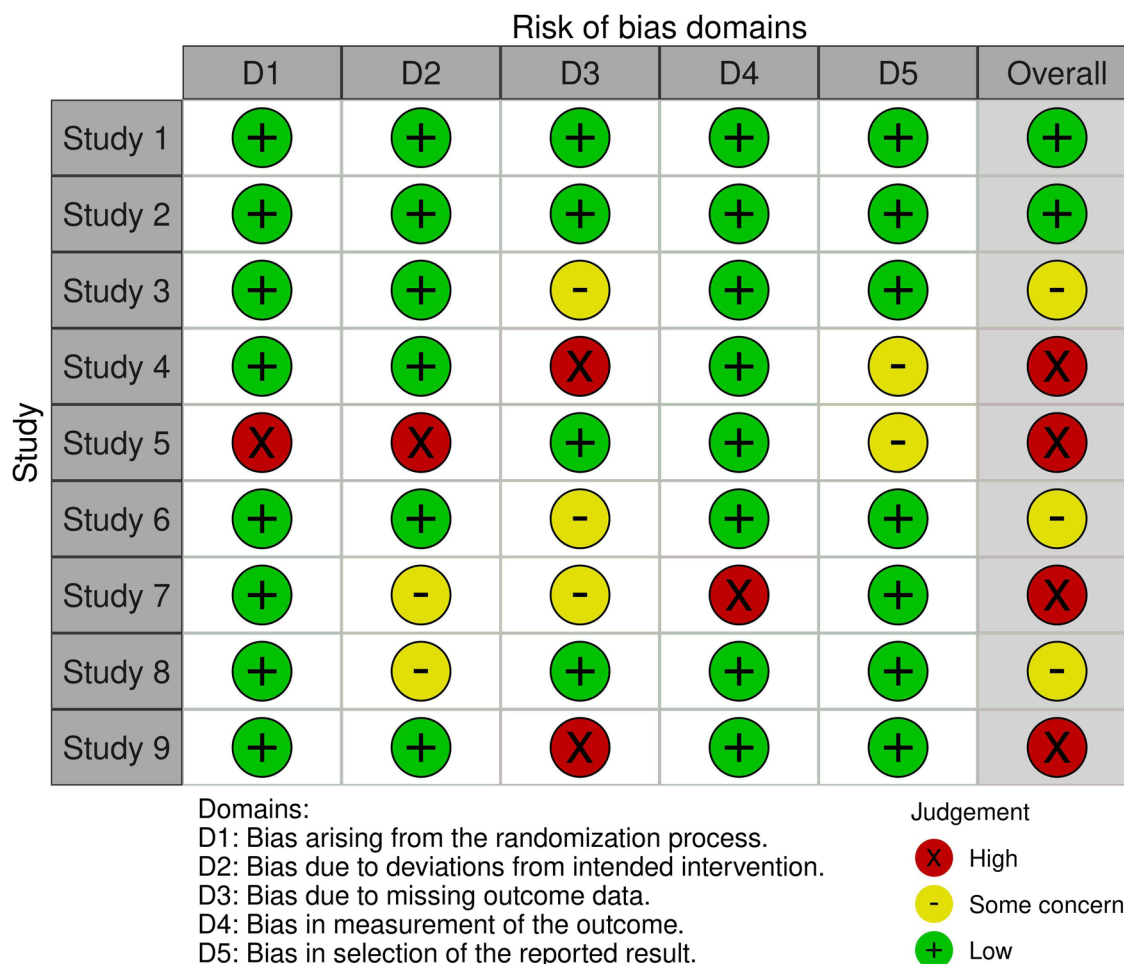 Risk of bias domains
D1 D2 D3 D4 D5 Overall
Study
Study 1 + + + + + +
Study 2 + + + + + +
Study 3 + + - + + -
Study 4 + + X + - X
Study 5 X X + + - X
Study 6 + + - + + -
Study 7 + - - X + X
Study 8 + - + + + -
Study 9 + + X + + X
Domains:
D1: Bias arising from the randomization process.
D2: Bias due to deviations from intended intervention.
D3: Bias due to missing outcome data.
D4: Bias in measurement of the outcome.
D5: Bias in selection of the reported result.
Judgement
X High
- Some concern
+ Low